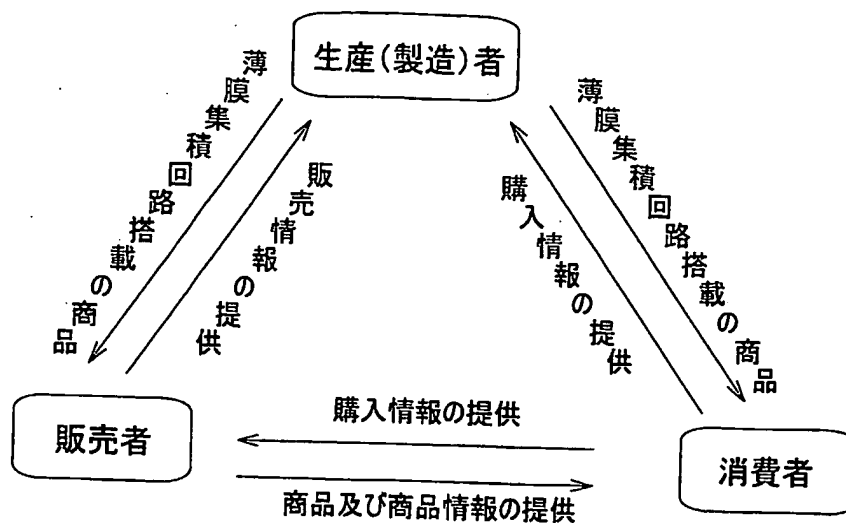 生産(製造)者
薄膜集積回路搭載の商品
販売情報の提供
購入情報の提供
薄膜集積回路搭載の商品
販売者
購入情報の提供
消費者
商品及び商品情報の提供